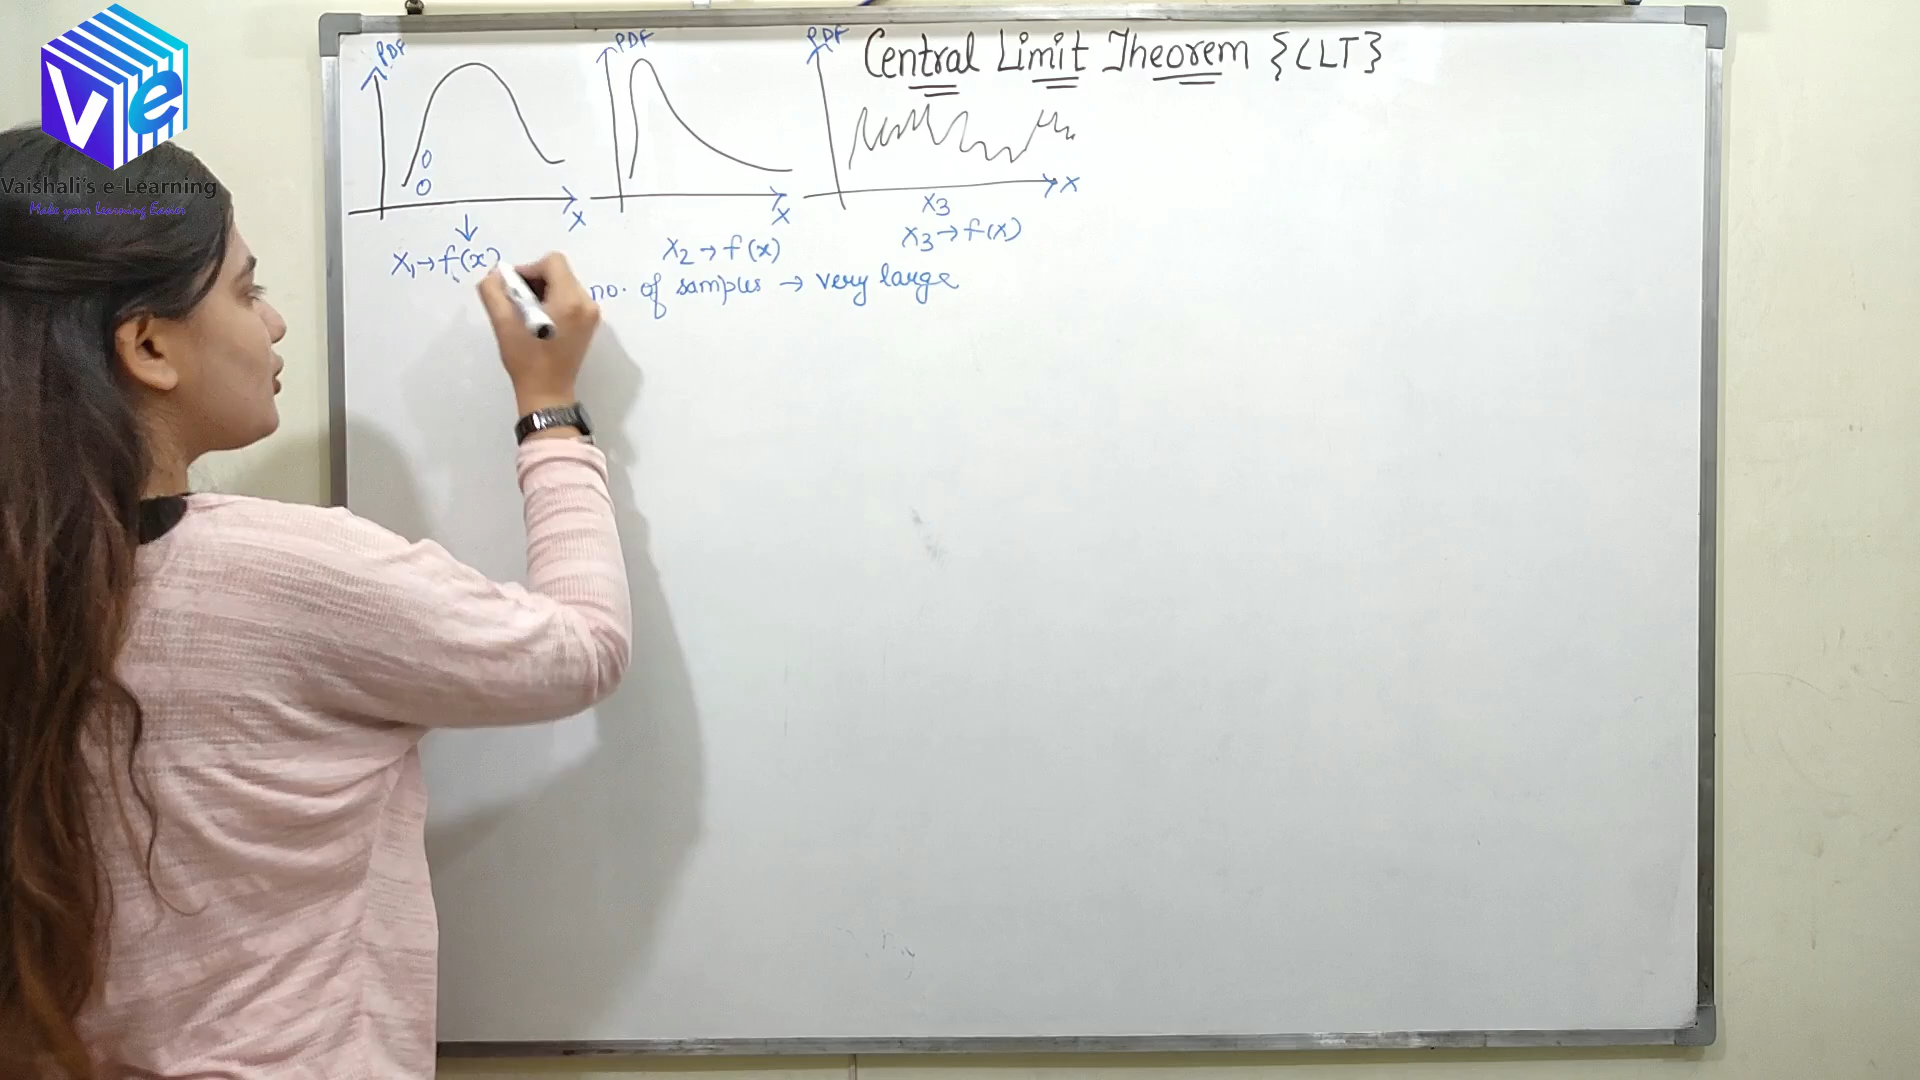 Central Limit Theorem {CLT}
PDF
PDF
PDF
x
x
x
x3
x1→f(x)
x2→f(x)
x3→f(x)
no. of samples → very large
Ve
Vaishali's e-Learning
Make your Learning Easier